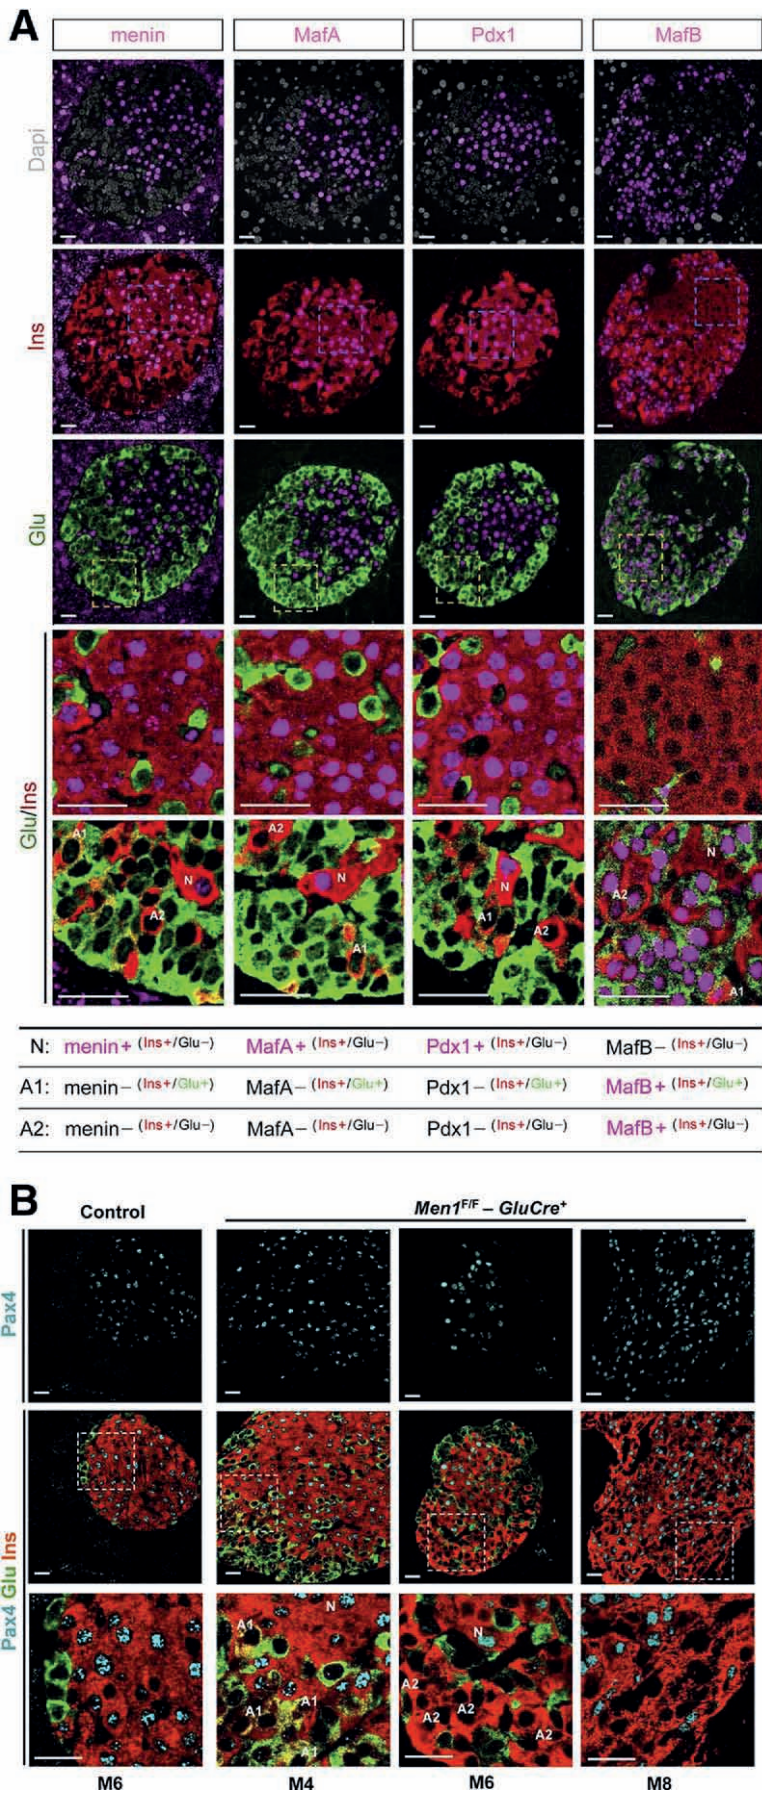 A
menin MafA Pdx1 MafB
Dapi
Ins
Glu
Glu/Ins
A1 N A2
A2 N A1
N A1 A2
N A2 A1
N: menin+ (Ins+/Glu−) MafA+ (Ins+/Glu−) Pdx1+ (Ins+/Glu−) MafB− (Ins+/Glu−)
A1: menin− (Ins+/Glu+) MafA− (Ins+/Glu+) Pdx1− (Ins+/Glu+) MafB+ (Ins+/Glu+)
A2: menin− (Ins+/Glu−) MafA− (Ins+/Glu−) Pdx1− (Ins+/Glu−) MafB+ (Ins+/Glu−)
B
Control Men1F/F – GluCre+
Pax4
Pax4 Glu Ins
N A1 A1 A1 A1
N A2 A2 A2 A2
M6 M4 M6 M8